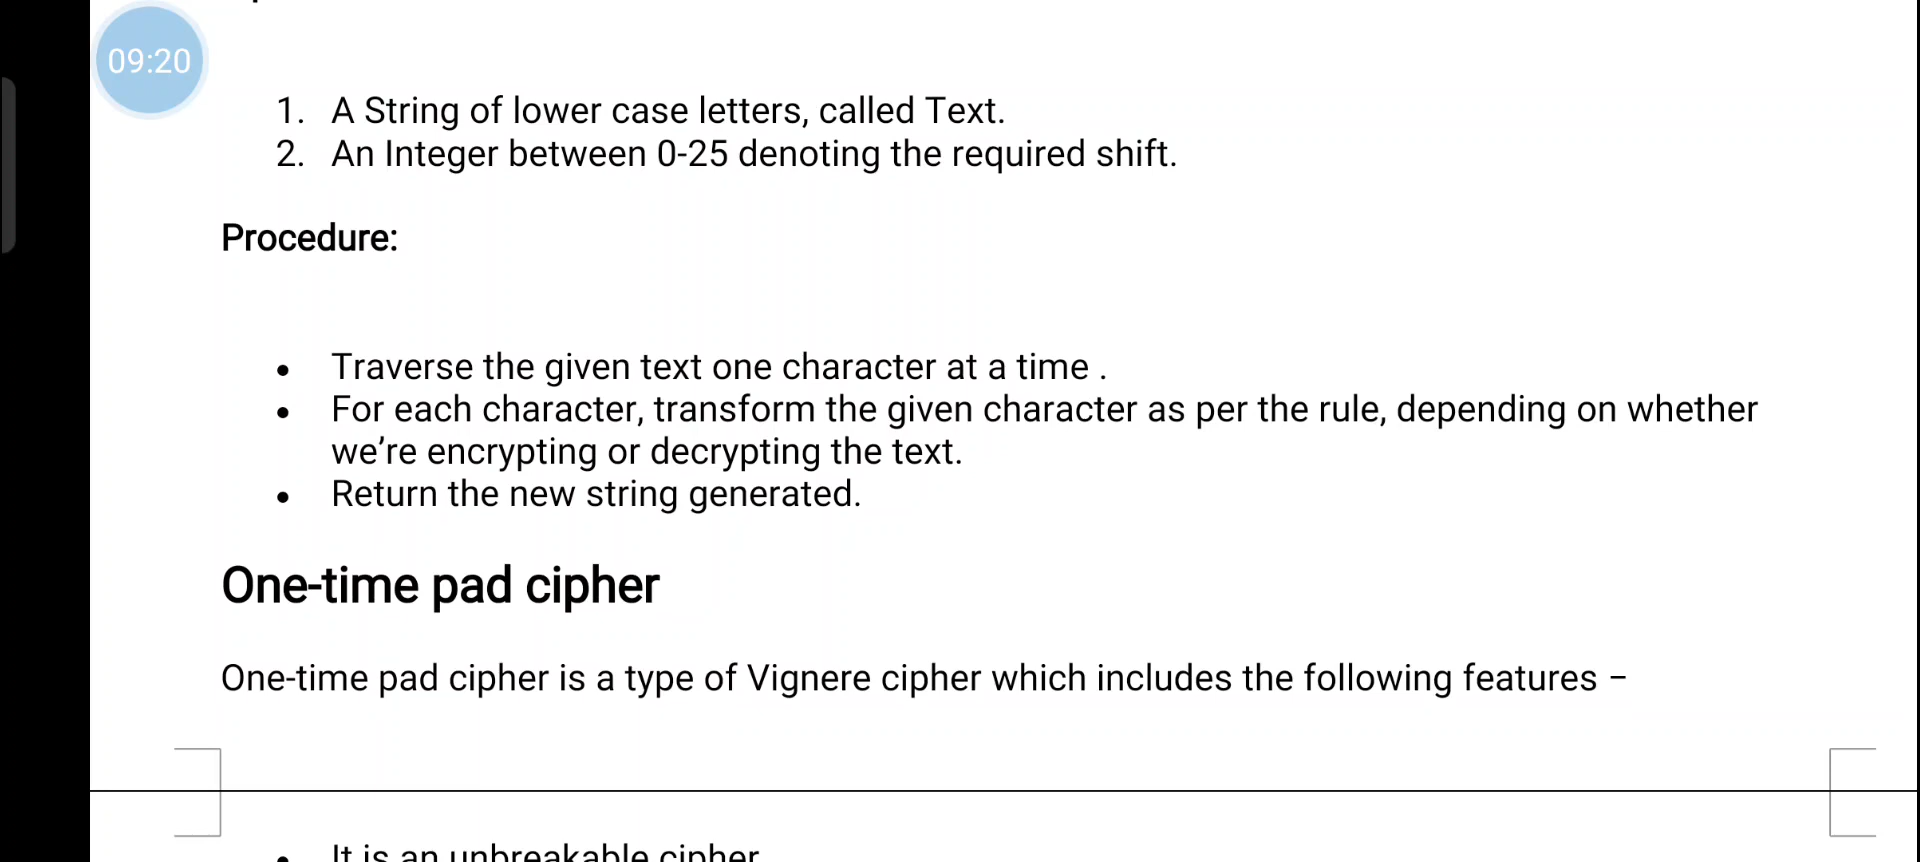 09:20
1. A String of lower case letters, called Text.
2. An Integer between 0-25 denoting the required shift.
Procedure:
• Traverse the given text one character at a time .
• For each character, transform the given character as per the rule, depending on whether
we’re encrypting or decrypting the text.
• Return the new string generated.
One-time pad cipher
One-time pad cipher is a type of Vignere cipher which includes the following features −
• It is an unbreakable cipher